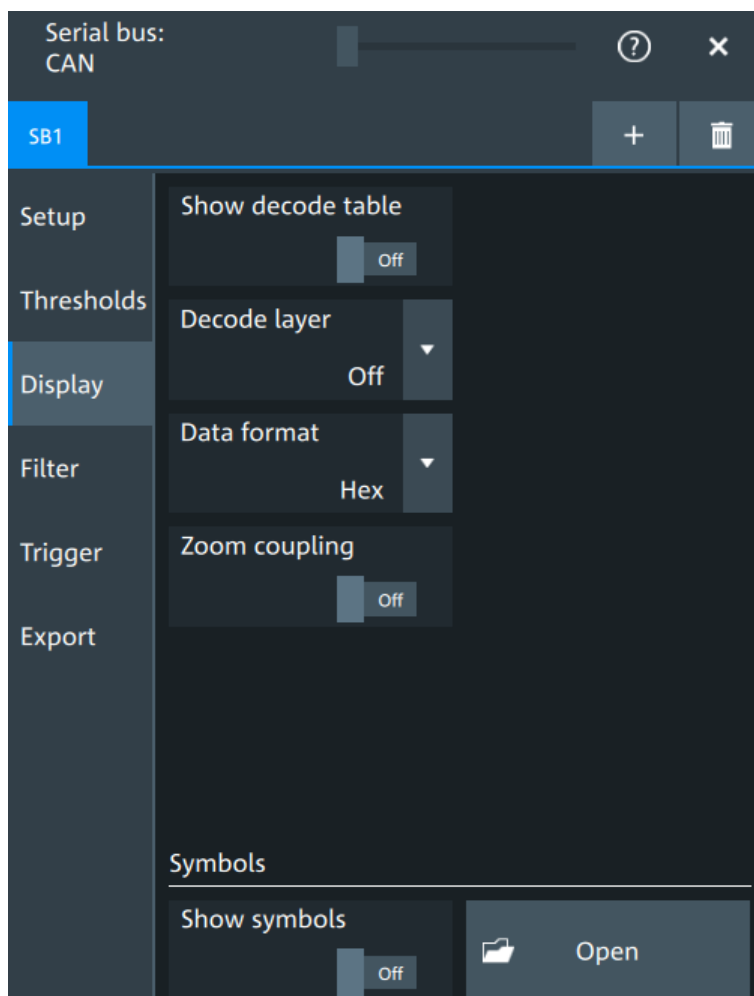 Serial bus:
CAN
SB1
Setup
Thresholds
Display
Filter
Trigger
Export
Show decode table
Off
Decode layer
Off
Data format
Hex
Zoom coupling
Off
Symbols
Show symbols
Off
Open